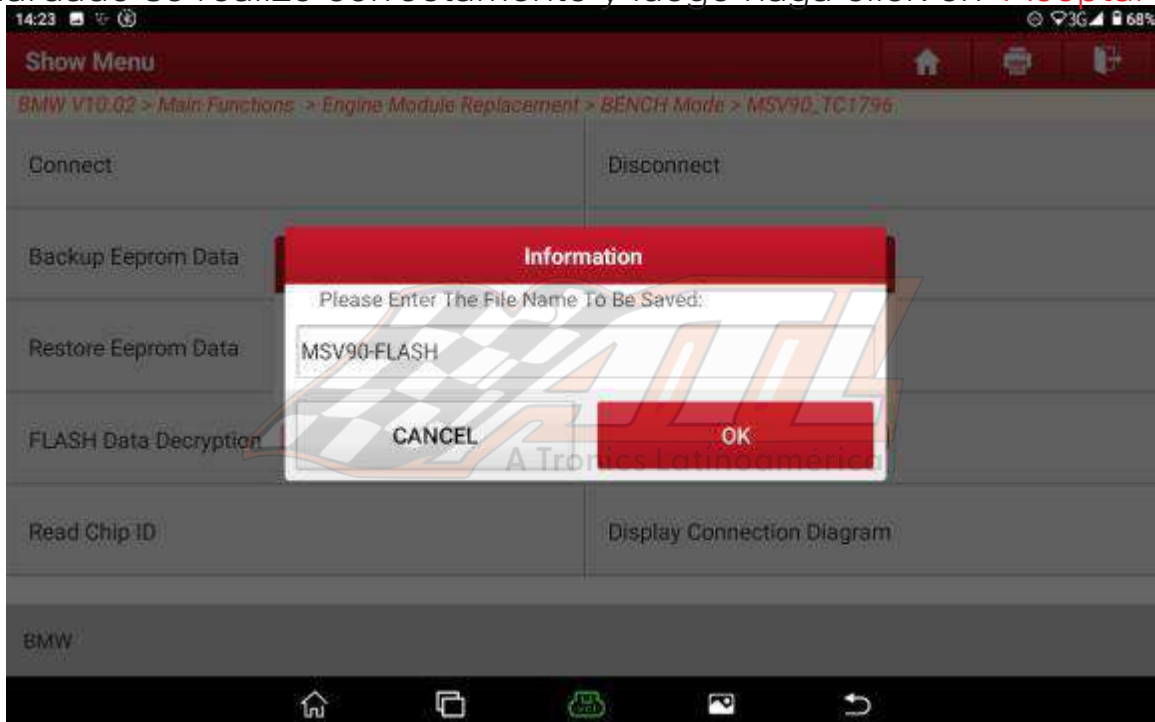 14:23
3G 68%
Show Menu
BMW V10.02 > Main Functions > Engine Module Replacement > BENCH Mode > MSV90_TC1796
Connect
Disconnect
Backup Eeprom Data
Information
Please Enter The File Name To Be Saved:
Restore Eeprom Data
MSV90-FLASH
FLASH Data Decryption
CANCEL
OK
A Tronics Latinoamérica
Read Chip ID
Display Connection Diagram
BMW